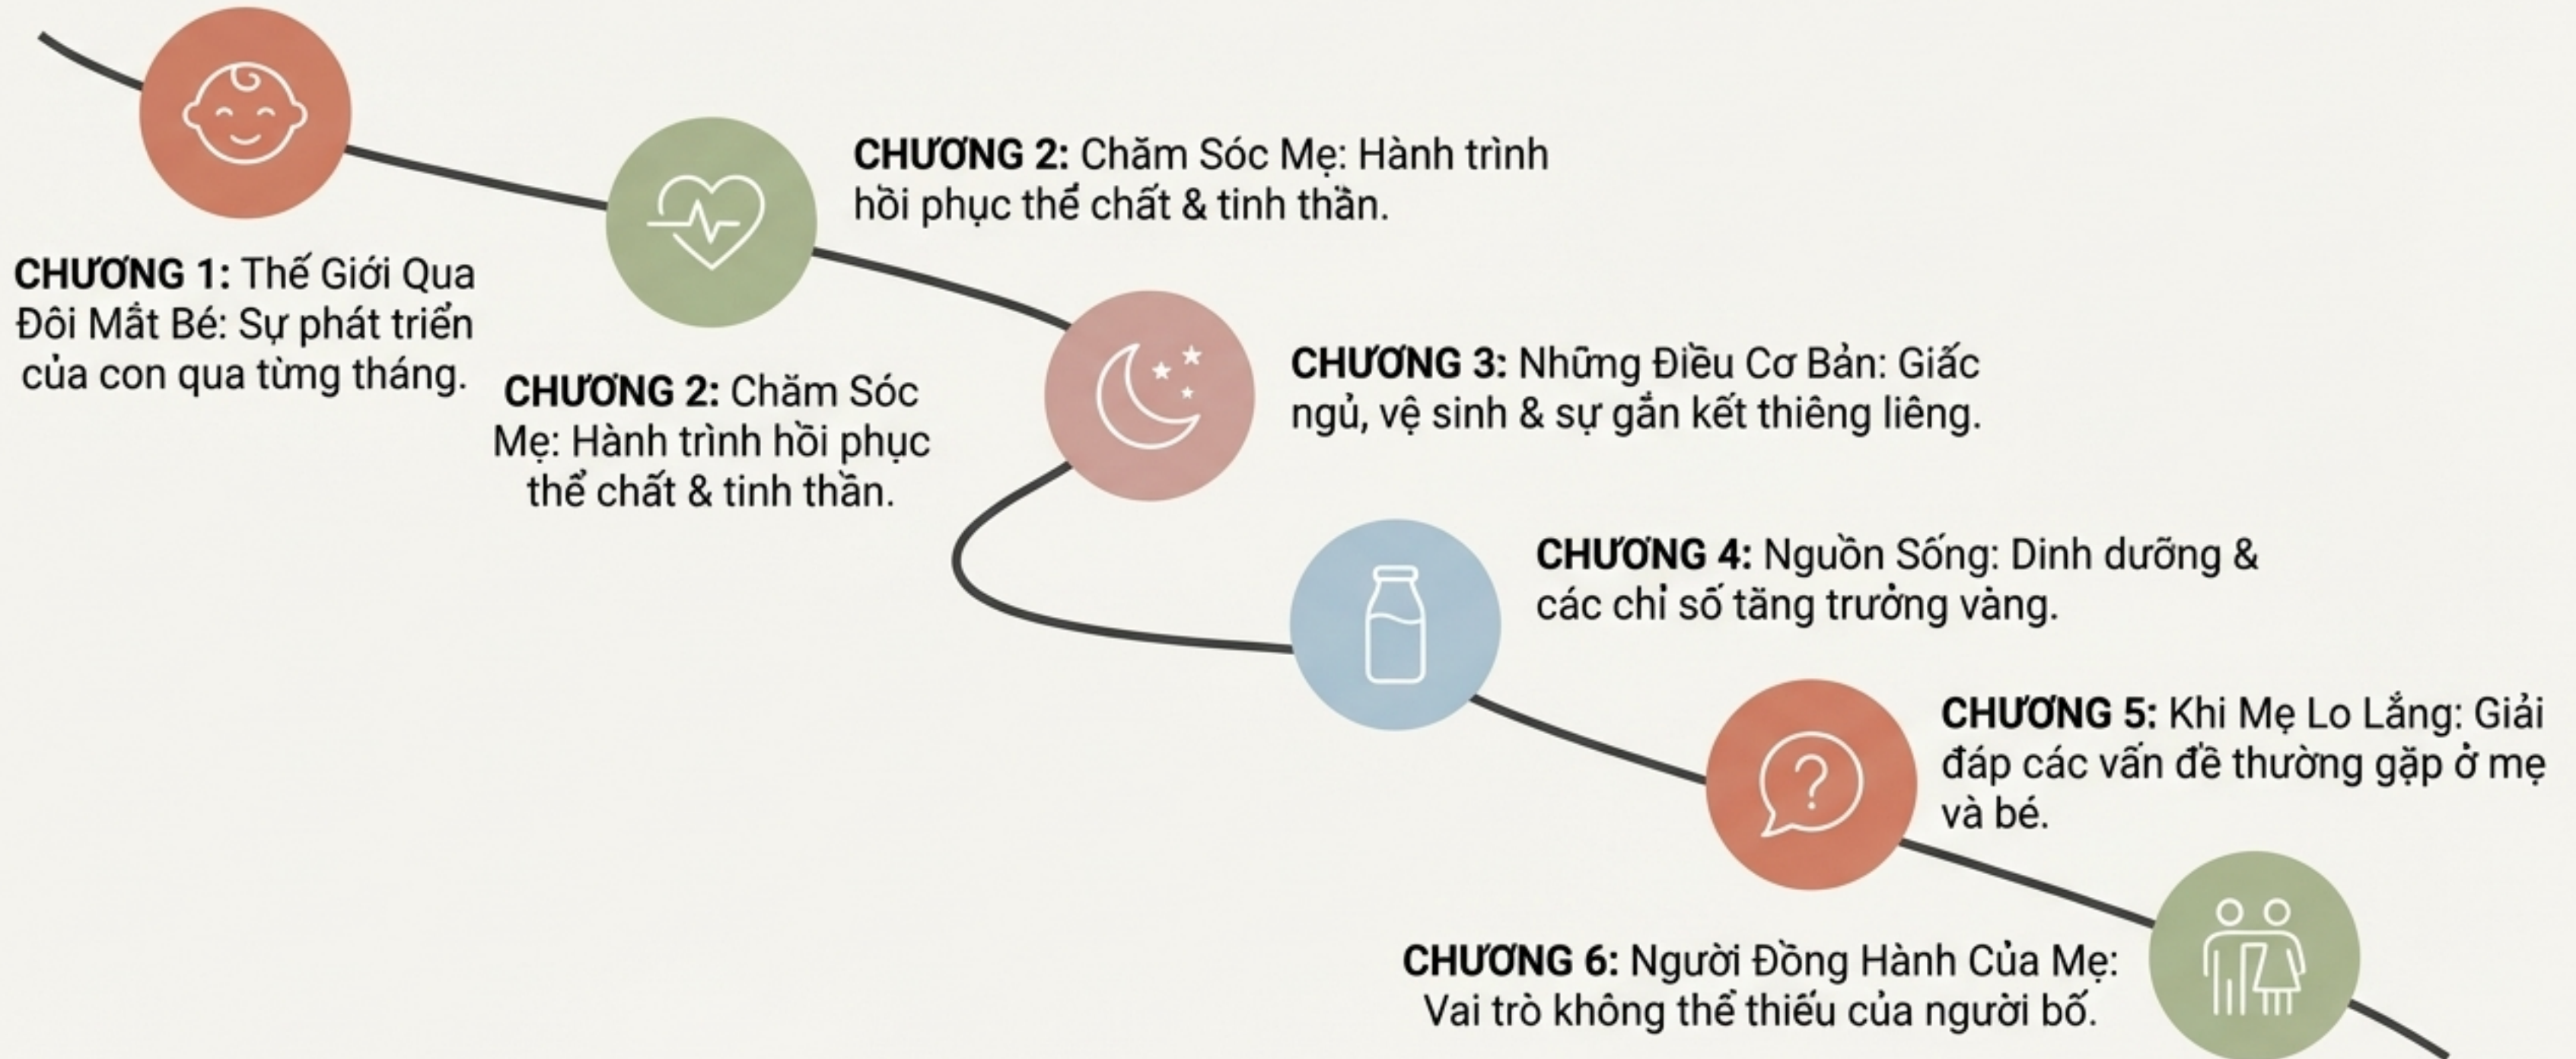 CHƯƠNG 1: Thế Giới Qua
Đôi Mắt Bé: Sự phát triển
của con qua từng tháng.
CHƯƠNG 2: Chăm Sóc Mẹ: Hành trình
hồi phục thể chất & tinh thần.
CHƯƠNG 2: Chăm Sóc
Mẹ: Hành trình hồi phục
thể chất & tinh thần.
CHƯƠNG 3: Những Điều Cơ Bản: Giấc
ngủ, vệ sinh & sự gắn kết thiêng liêng.
CHƯƠNG 4: Nguồn Sống: Dinh dưỡng &
các chỉ số tăng trưởng vàng.
CHƯƠNG 5: Khi Mẹ Lo Lắng: Giải
đáp các vấn đề thường gặp ở mẹ
và bé.
CHƯƠNG 6: Người Đồng Hành Của Mẹ:
Vai trò không thể thiếu của người bố.